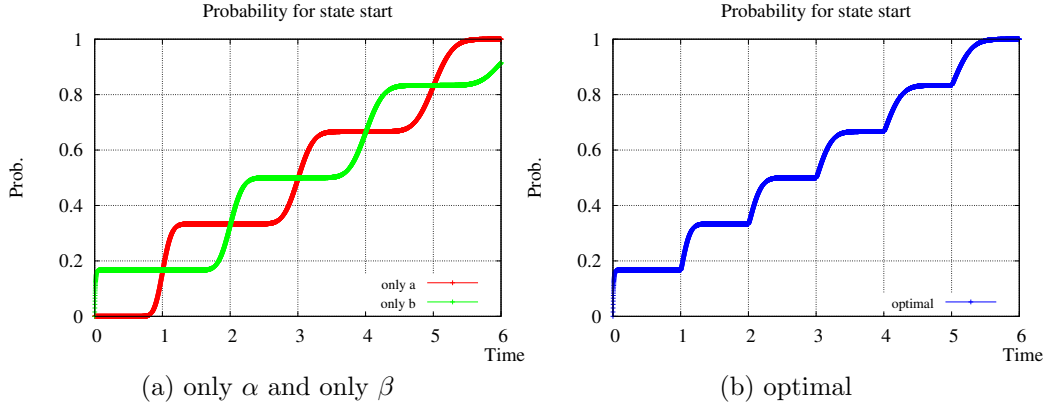 Probability for state start
1
0.8
0.6
0.4
0.2
0
Prob.
0 1 2 3 4 5 6
Time
only a
only b
(a) only α and only β
Probability for state start
1
0.8
0.6
0.4
0.2
0
Prob.
0 1 2 3 4 5 6
Time
optimal
(b) optimal